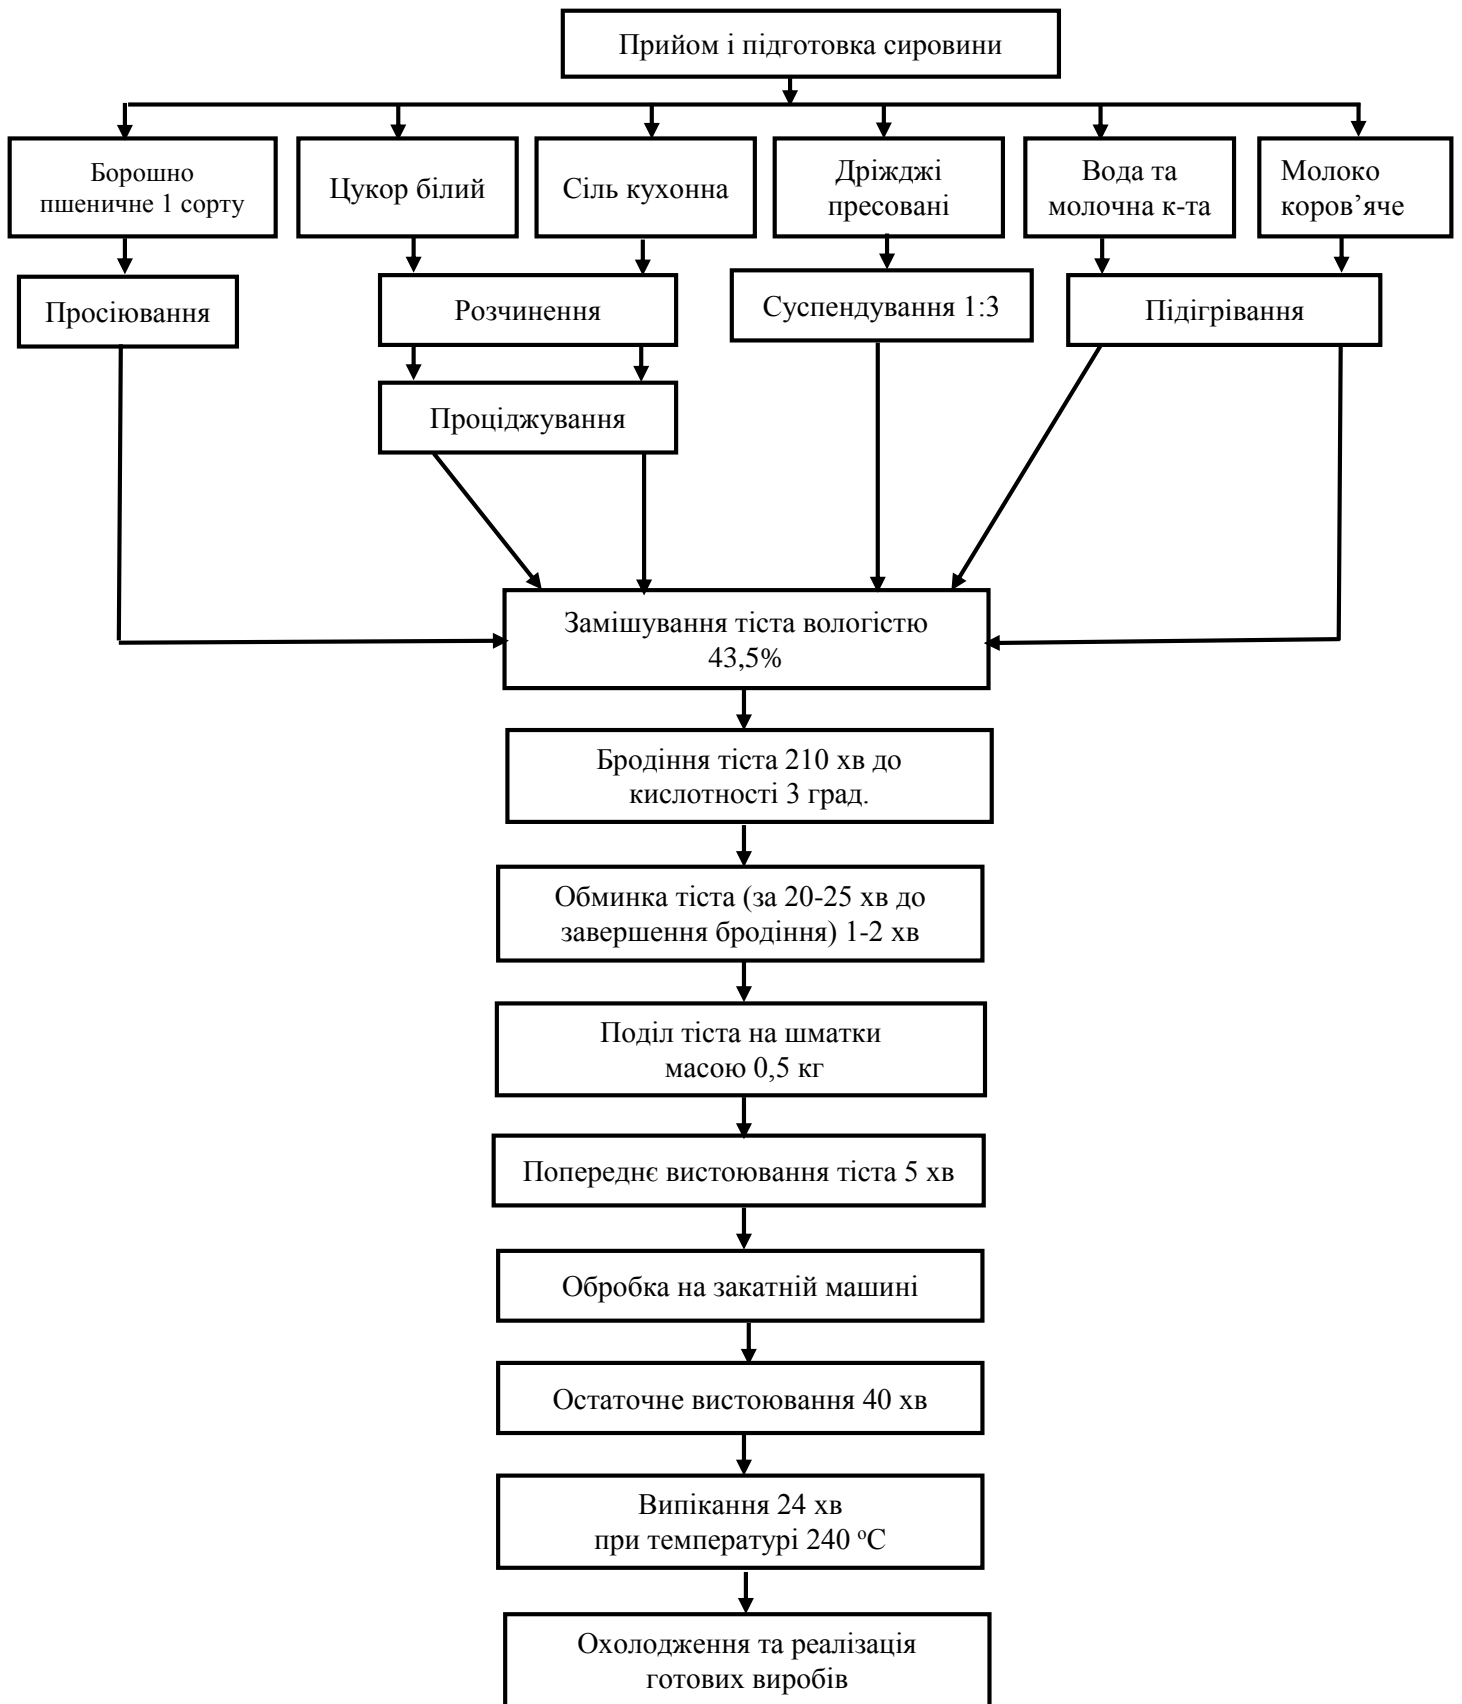 Прийом і підготовка сировини
Борошно
пшеничне 1 сорту
Цукор білий
Сіль кухонна
Дріжджі
пресовані
Вода та
молочна к-та
Молоко
коров’яче
Просіювання
Розчинення
Суспендування 1:3
Підігрівання
Проціджування
Замішування тіста вологістю
43,5%
Бродіння тіста 210 хв до
кислотності 3 град.
Обминка тіста (за 20-25 хв до
завершення бродіння) 1-2 хв
Поділ тіста на шматки
масою 0,5 кг
Попереднє вистоювання тіста 5 хв
Обробка на закатній машині
Остаточне вистоювання 40 хв
Випікання 24 хв
при температурі 240 ºС
Охолодження та реалізація
готових виробів